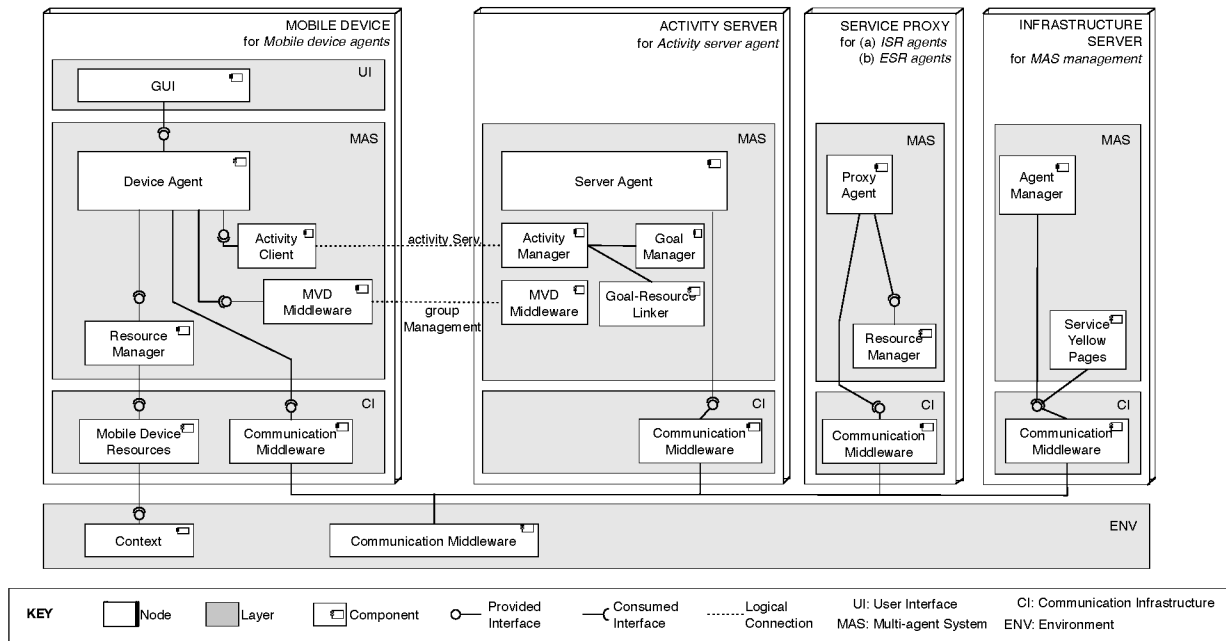 MOBILE DEVICE
for Mobile device agents
UI
GUI
MAS
Device Agent
Activity
Client
MVD
Middleware
Resource
Manager
CI
Mobile Device
Resources
Communication
Middleware
activity Serv.
group
Management
ACTIVITY SERVER
for Activity server agent
MAS
Server Agent
Activity
Manager
Goal
Manager
MVD
Middleware
Goal-Resource
Linker
CI
Communication
Middleware
SERVICE PROXY
for (a) ISR agents
(b) ESR agents
MAS
Proxy
Agent
Resource
Manager
CI
Communication
Middleware
INFRASTRUCTURE
SERVER
for MAS management
MAS
Agent
Manager
Service
Yellow
Pages
CI
Communication
Middleware
ENV
Context
Communication Middleware
KEY
Node
Layer
Component
Provided
Interface
Consumed
Interface
Logical
Connection
UI: User Interface
MAS: Multi-agent System
CI: Communication Infrastructure
ENV: Environment